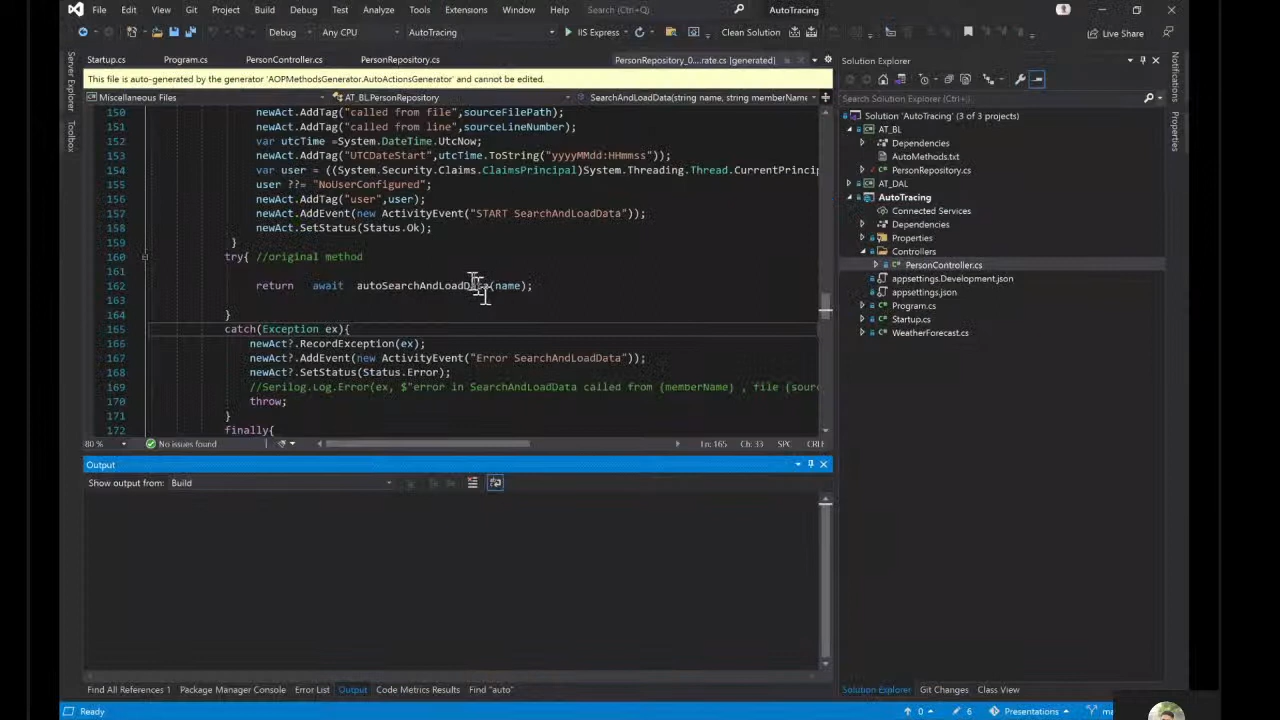 File Edit View Git Project Build Debug Test Analyze Tools Extensions Window Help Search (Ctrl+Q) AutoTracing
Debug Any CPU AutoTracing IIS Express Clean Solution Live Share
Startup.cs Program.cs PersonController.cs PersonRepository.cs PersonRepository_0...rate.cs [generated]
This file is auto-generated by the generator 'AOPMethodsGenerator.AutoActionsGenerator' and cannot be edited.
Miscellaneous Files AT_BL.PersonRepository SearchAndLoadData(string name, string memberName
150 newAct.AddTag("called from file",sourceFilePath);
151 newAct.AddTag("called from line",sourceLineNumber);
152 var utcTime =System.DateTime.UtcNow;
153 newAct.AddTag("UTCDateStart",utcTime.ToString("yyyyMMdd:HHmmss"));
154 var user = ((System.Security.Claims.ClaimsPrincipal)System.Threading.Thread.CurrentPrincip
155 user ??= "NoUserConfigured";
156 newAct.AddTag("user",user);
157 newAct.AddEvent(new ActivityEvent("START SearchAndLoadData"));
158 newAct.SetStatus(Status.Ok);
159 }
160 try{ //original method
161
162 return await autoSearchAndLoadData(name);
163
164 }
165 catch(Exception ex){
166 newAct?.RecordException(ex);
167 newAct?.AddEvent(new ActivityEvent("Error SearchAndLoadData"));
168 newAct?.SetStatus(Status.Error);
169 //Serilog.Log.Error(ex, $"error in SearchAndLoadData called from {memberName} , file {sour
170 throw;
171 }
172 finally{
80 % No issues found Ln: 165 Ch: 33 SPC CRLF
Output
Show output from: Build
Find All References 1 Package Manager Console Error List Output Code Metrics Results Find "auto"
Server Explorer
Toolbox
Solution Explorer
Search Solution Explorer (Ctrl+;)
Solution 'AutoTracing' (3 of 3 projects)
AT_BL
Dependencies
AutoMethods.txt
PersonRepository.cs
AT_DAL
AutoTracing
Connected Services
Dependencies
Properties
Controllers
PersonController.cs
appsettings.Development.json
appsettings.json
Program.cs
Startup.cs
WeatherForecast.cs
Solution Explorer Git Changes Class View
Notifications
Properties
Ready 0 6 Presentations